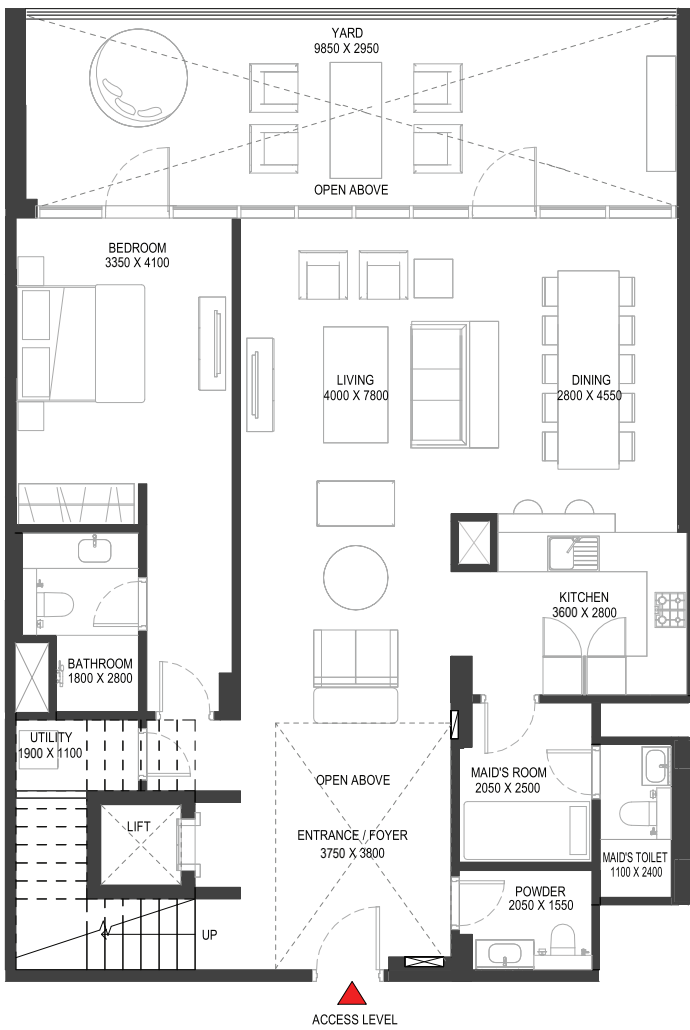 YARD
9850 X 2950
OPEN ABOVE
BEDROOM
3350 X 4100
LIVING
4000 X 7800
DINING
2800 X 4550
KITCHEN
3600 X 2800
BATHROOM
1800 X 2800
UTILITY
1900 X 1100
OPEN ABOVE
MAID'S ROOM
2050 X 2500
LIFT
ENTRANCE / FOYER
3750 X 3800
MAID'S TOILET
1100 X 2400
POWDER
2050 X 1550
UP
ACCESS LEVEL